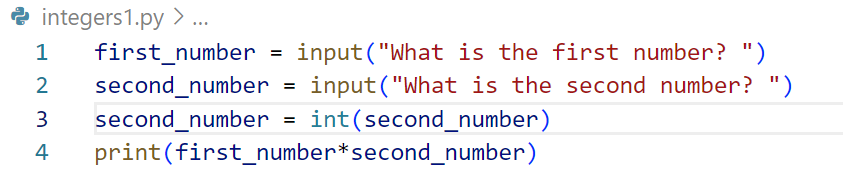 integers1.py > ...
1 first_number = input("What is the first number? ")
2 second_number = input("What is the second number? ")
3 second_number = int(second_number)
4 print(first_number*second_number)